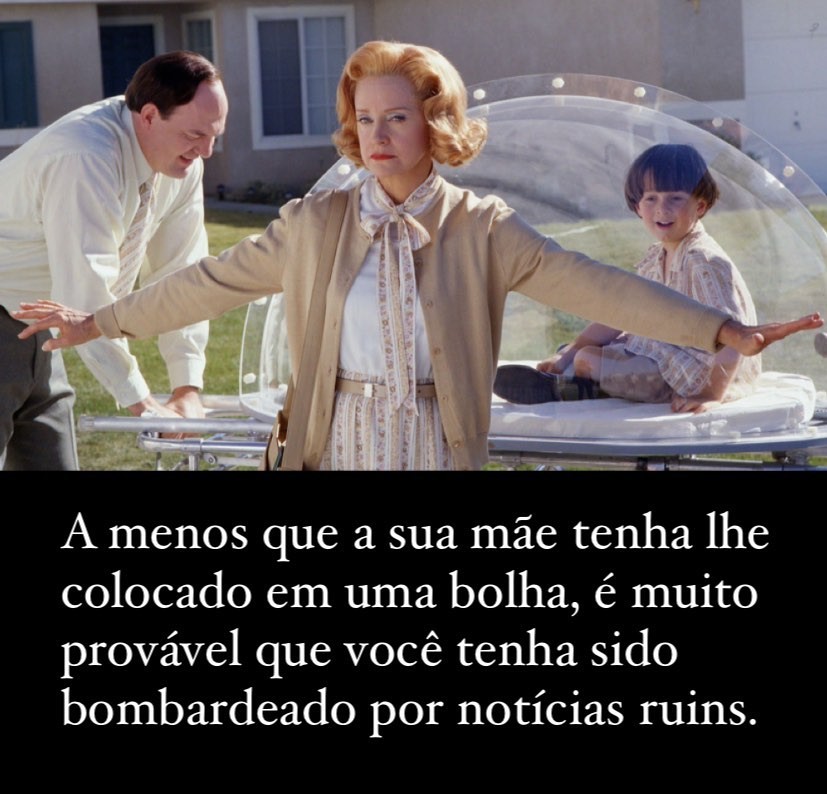 A menos que a sua mãe tenha lhe
colocado em uma bolha, é muito
provável que você tenha sido
bombardeado por notícias ruins.